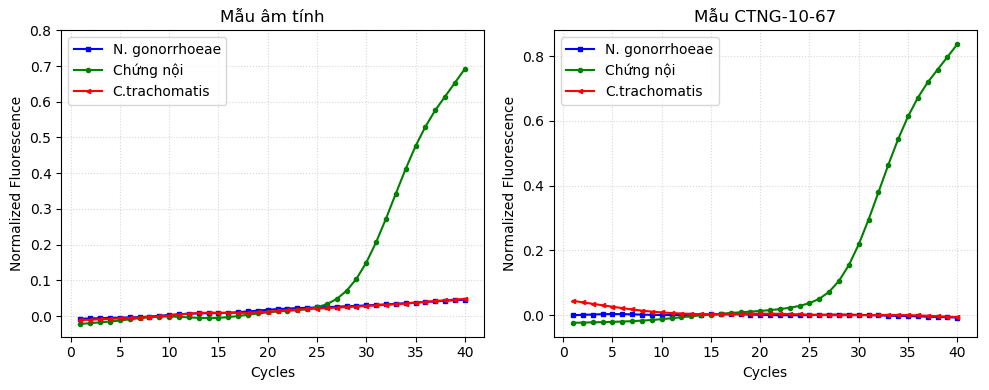 Mẫu âm tính
Normalized Fluorescence
0.8
0.7
0.6
0.5
0.4
0.3
0.2
0.1
0.0
N. gonorrhoeae
Chứng nội
C.trachomatis
0 5 10 15 20 25 30 35 40
Cycles
Mẫu CTNG-10-67
Normalized Fluorescence
0.8
0.6
0.4
0.2
0.0
N. gonorrhoeae
Chứng nội
C.trachomatis
0 5 10 15 20 25 30 35 40
Cycles